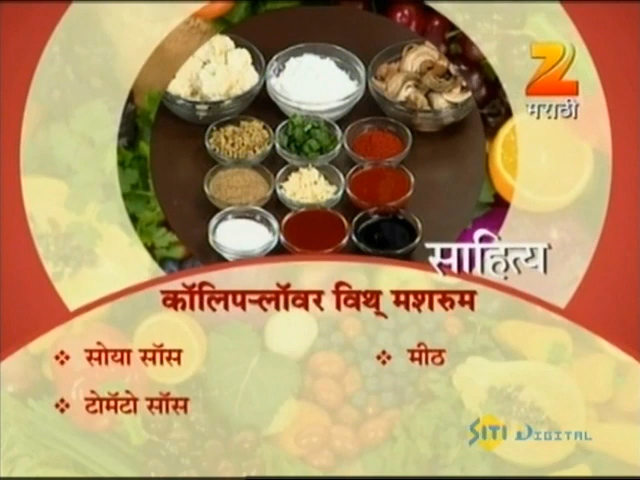 Z
मराठी
साहित्य
कॉलिफ्लॉवर विथ् मशरुम
❖ सोया सॉस
❖ मीठ
❖ टोमॅटो सॉस
SITI DIGITAL